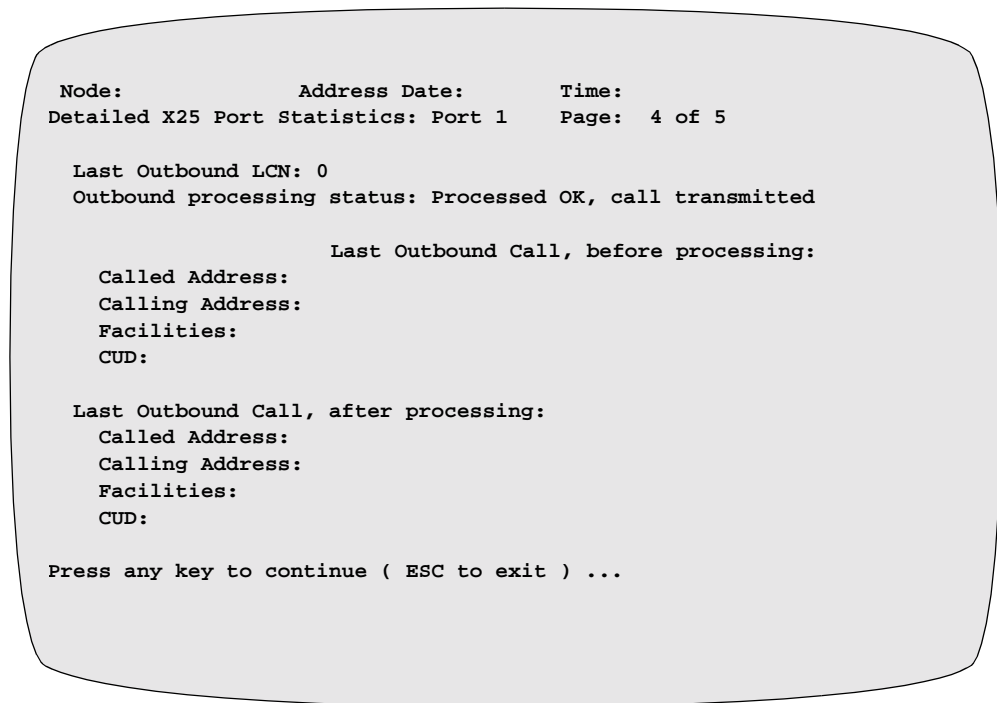 Node: Address Date: Time:
Detailed X25 Port Statistics: Port 1 Page: 4 of 5
Last Outbound LCN: 0
Outbound processing status: Processed OK, call transmitted
Last Outbound Call, before processing:
Called Address:
Calling Address:
Facilities:
CUD:
Last Outbound Call, after processing:
Called Address:
Calling Address:
Facilities:
CUD:
Press any key to continue ( ESC to exit ) ...